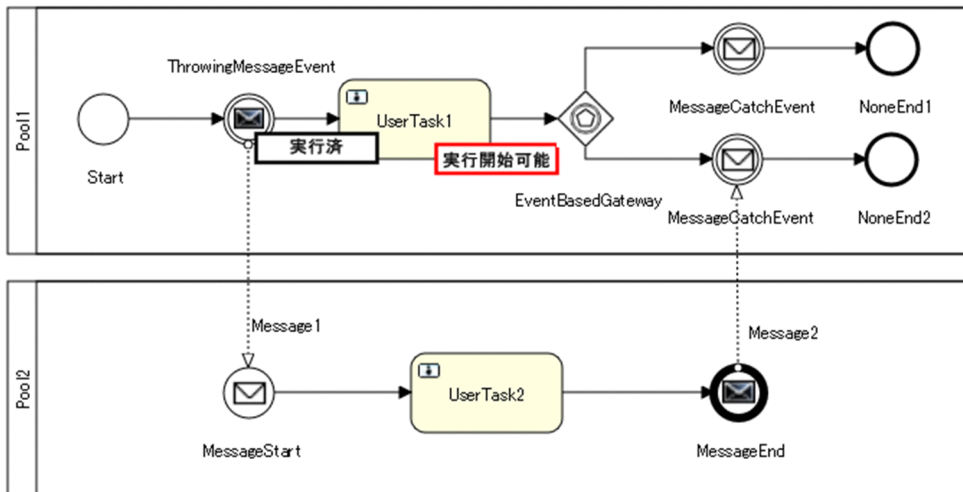 Pool1
ThrowingMessageEvent
UserTask1
実行済
実行開始可能
Start
MessageCatchEvent
NoneEnd1
EventBasedGateway
MessageCatchEvent
NoneEnd2
Pool2
Message1
Message2
UserTask2
MessageStart
MessageEnd